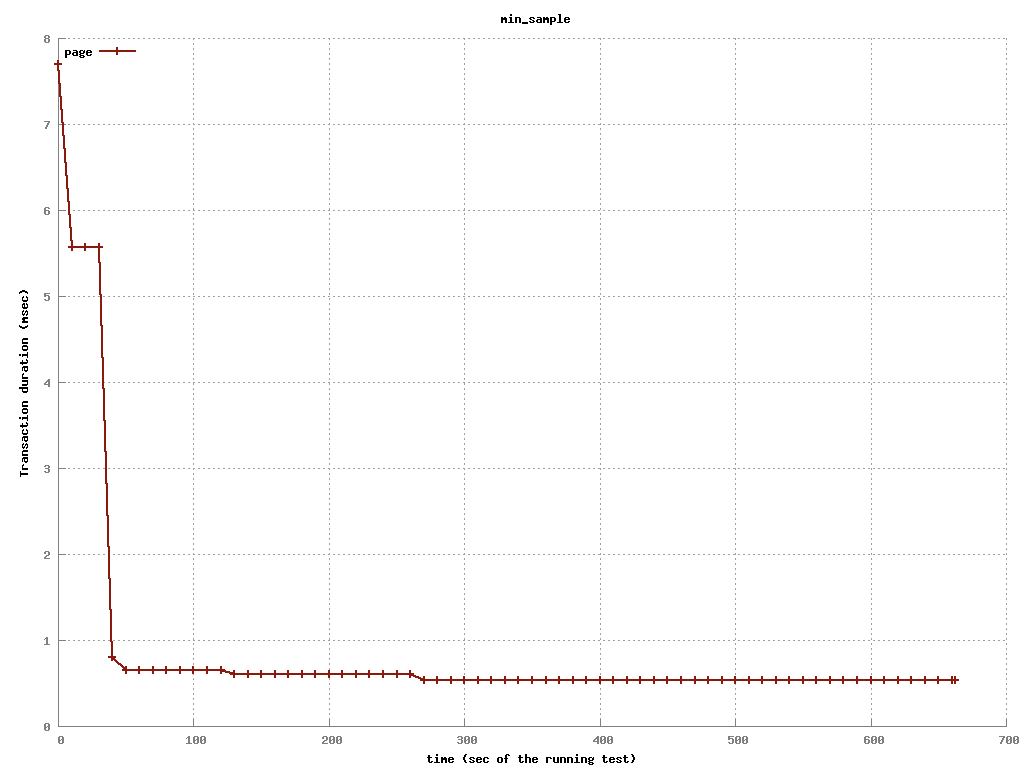 min_sample
page
8
7
6
5
4
3
2
1
0
Transaction duration (msec)
0 100 200 300 400 500 600 700
time (sec of the running test)